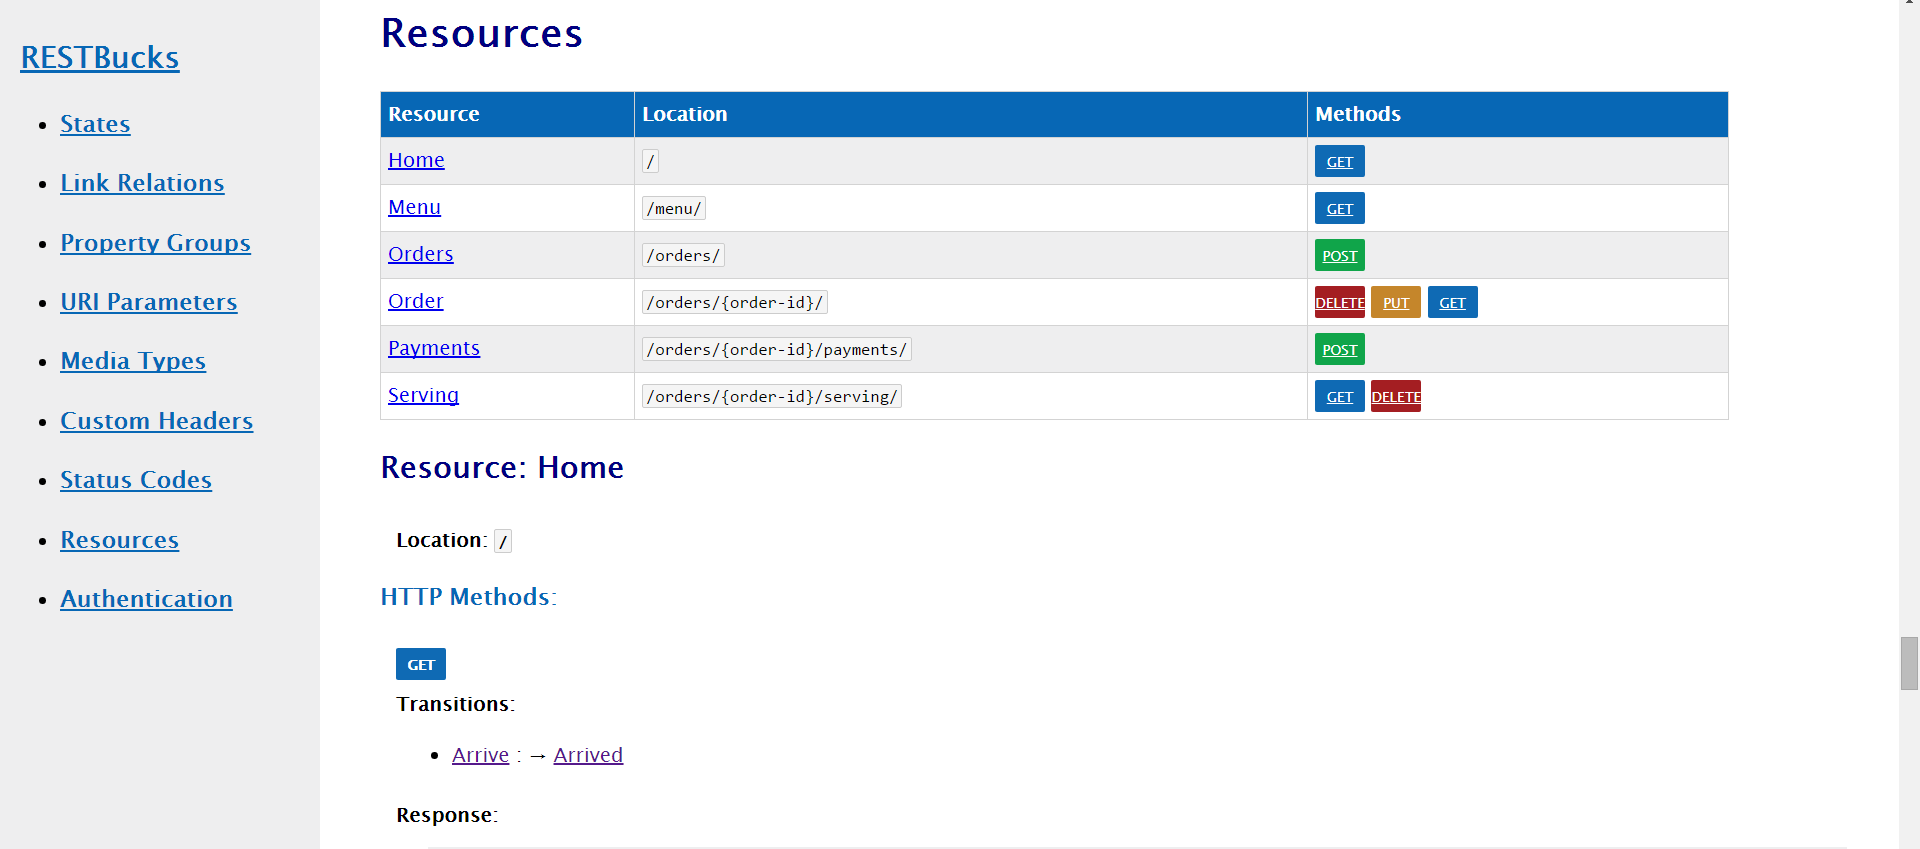 RESTBucks
States
Link Relations
Property Groups
URI Parameters
Media Types
Custom Headers
Status Codes
Resources
Authentication
Resources
Resource Location Methods
Home / GET
Menu /menu/ GET
Orders /orders/ POST
Order /orders/{order-id}/ DELETE PUT GET
Payments /orders/{order-id}/payments/ POST
Serving /orders/{order-id}/serving/ GET DELETE
Resource: Home
Location: /
HTTP Methods:
GET
Transitions:
Arrive : → Arrived
Response: